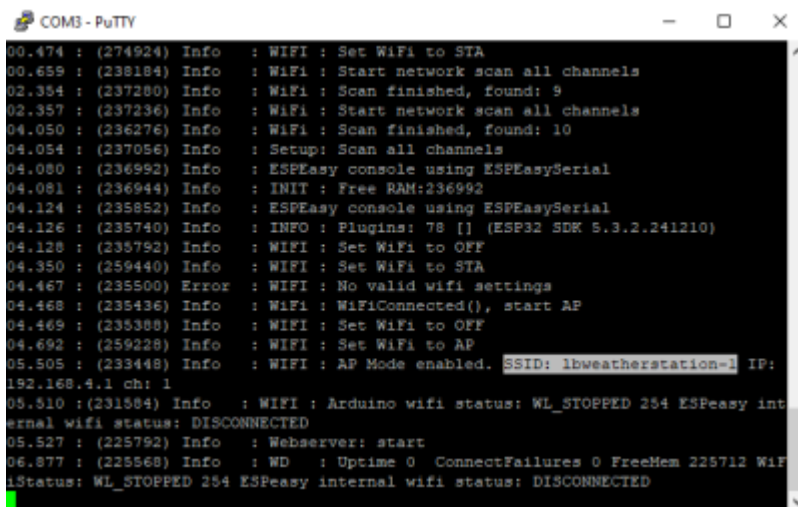 COM3 - PuTTY
00.474 : (274924) Info : WIFI : Set WiFi to STA
00.659 : (238184) Info : WiFi : Start network scan all channels
02.354 : (237280) Info : WiFi : Scan finished, found: 9
02.357 : (237236) Info : WiFi : Start network scan all channels
04.050 : (236276) Info : WiFi : Scan finished, found: 10
04.054 : (237056) Info : Setup: Scan all channels
04.080 : (236992) Info : ESPEasy console using ESPEasySerial
04.081 : (236944) Info : INIT : Free RAM:236992
04.124 : (235852) Info : ESPEasy console using ESPEasySerial
04.126 : (235740) Info : INFO : Plugins: 78 [] (ESP32 SDK 5.3.2.241210)
04.128 : (235792) Info : WIFI : Set WiFi to OFF
04.350 : (259440) Info : WIFI : Set WiFi to STA
04.467 : (235500) Error : WIFI : No valid wifi settings
04.468 : (235436) Info : WiFi : WiFiConnected(), start AP
04.469 : (235388) Info : WIFI : Set WiFi to OFF
04.692 : (259228) Info : WIFI : Set WiFi to AP
05.505 : (233448) Info : WIFI : AP Mode enabled. SSID: lbweatherstation-1 IP:
192.168.4.1 ch: 1
05.510 :(231584) Info : WIFI : Arduino wifi status: WL_STOPPED 254 ESPeasy int
ernal wifi status: DISCONNECTED
05.527 : (225792) Info : Webserver: start
06.877 : (225568) Info : WD : Uptime 0 ConnectFailures 0 FreeMem 225712 WiF
iStatus: WL_STOPPED 254 ESPeasy internal wifi status: DISCONNECTED